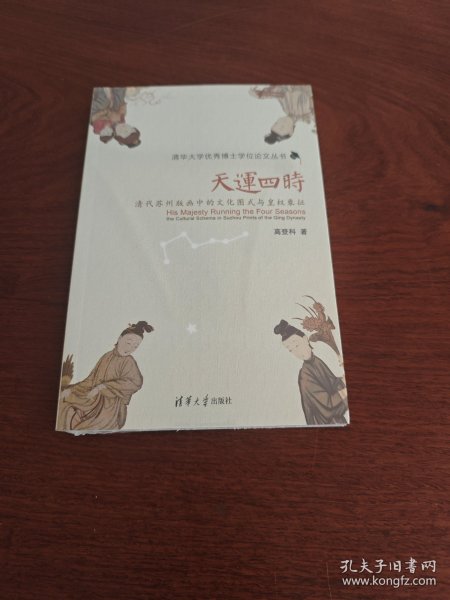 清华大学优秀博士学位论文丛书
天運四時
清代苏州版画中的文化图式与皇权象征
His Majesty Running the Four Seasons
the Cultural Schema in Suzhou Prints of the Qing Dynasty
高登科 著
清華大学出版社
孔夫子旧书网
www.kongfz.com